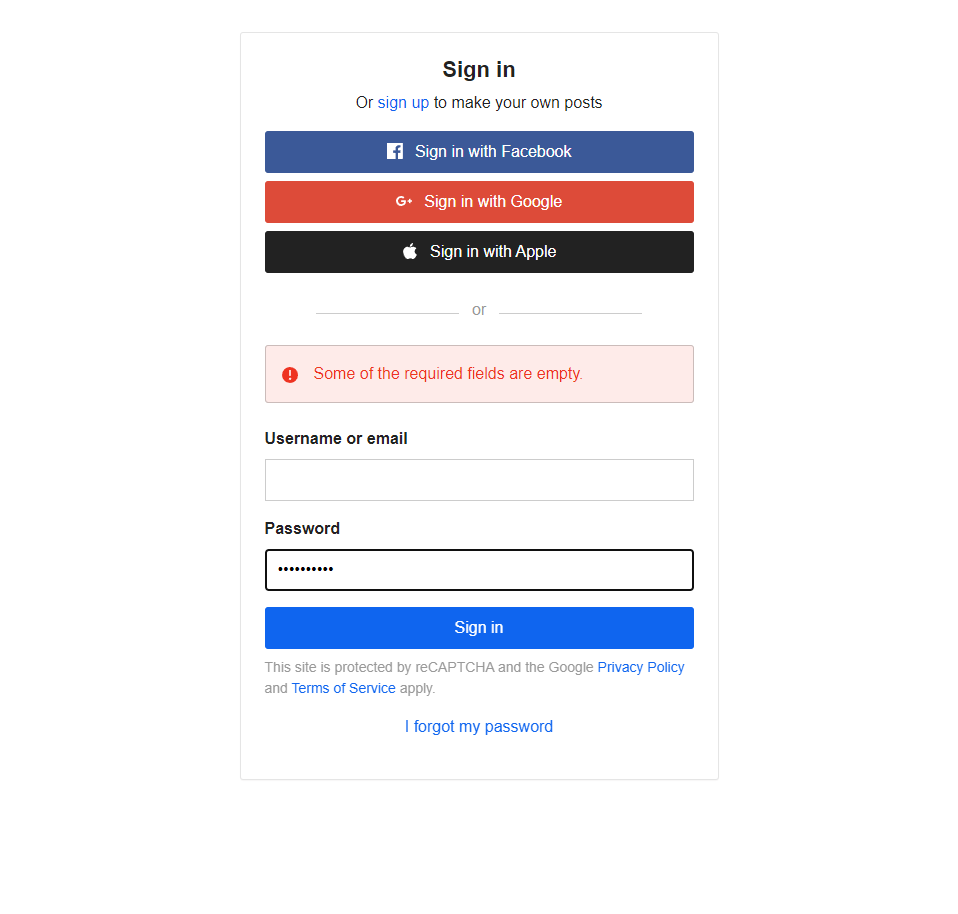 Sign in
Or sign up to make your own posts
Sign in with Facebook
G+ Sign in with Google
Sign in with Apple
or
Some of the required fields are empty.
Username or email
Password
••••••••••
Sign in
This site is protected by reCAPTCHA and the Google Privacy Policy
and Terms of Service apply.
I forgot my password